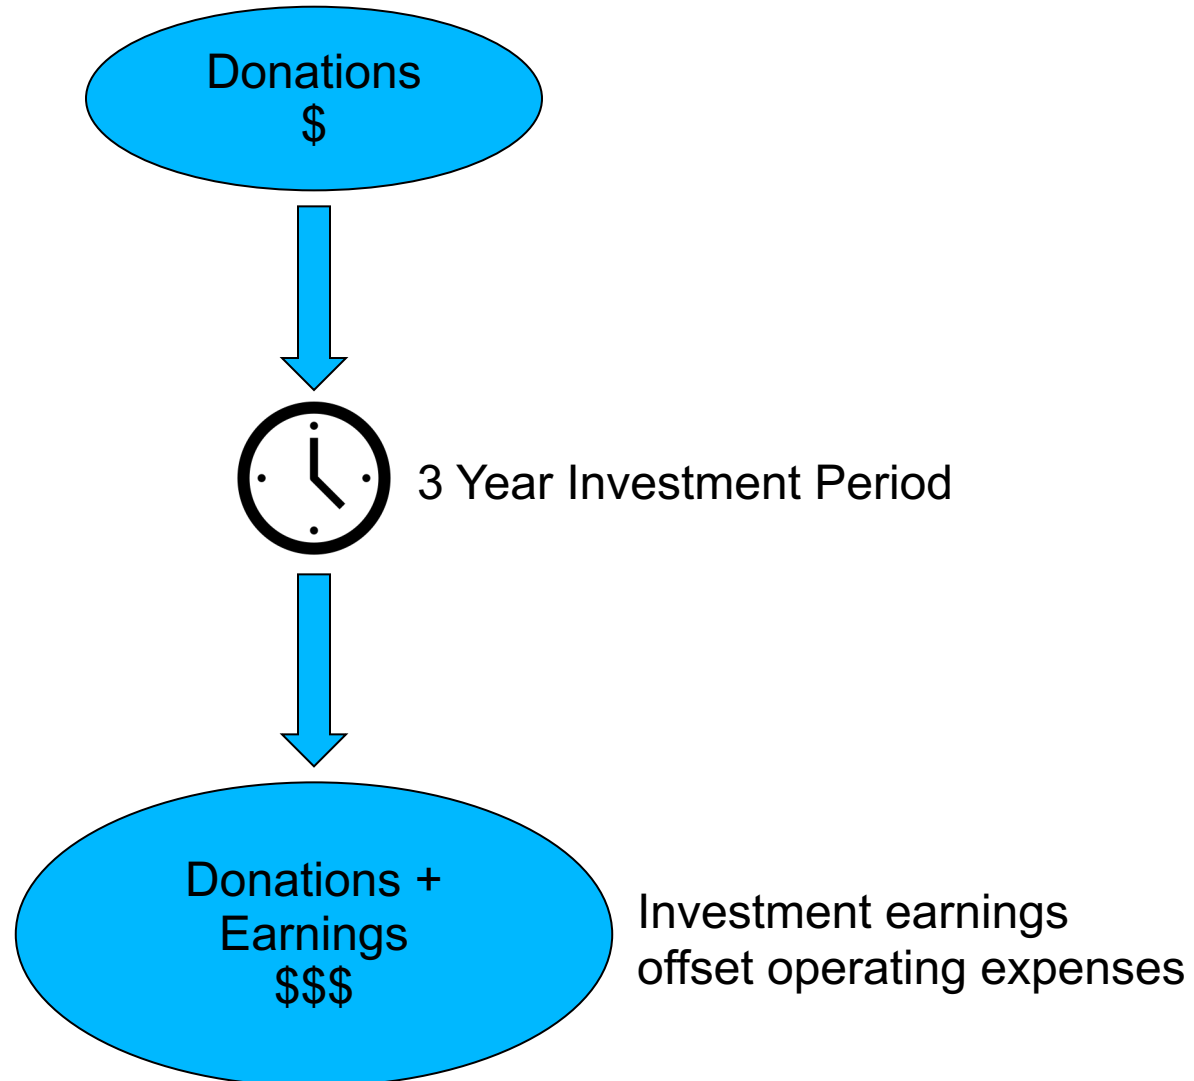 Donations
$
3 Year Investment Period
Donations +
Earnings
$$$
Investment earnings
offset operating expenses